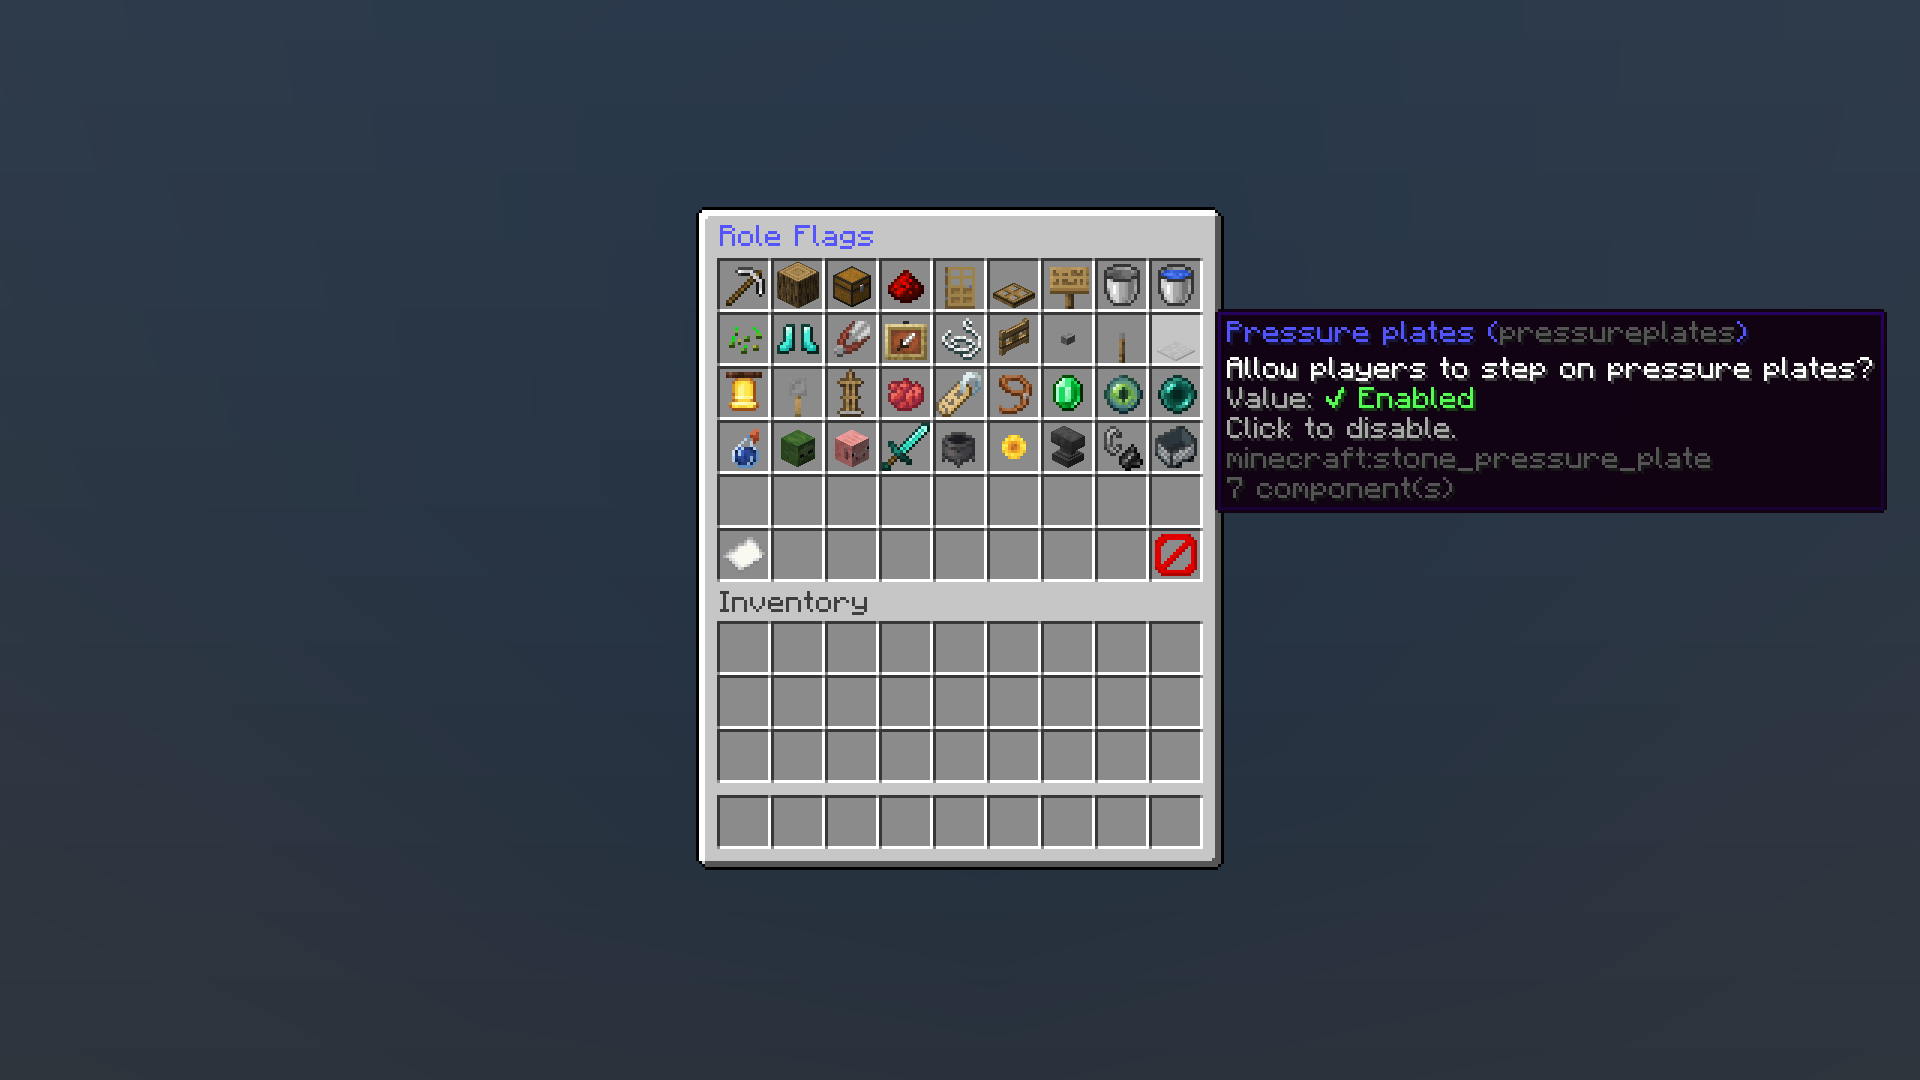 Role Flags
Pressure plates (pressureplates)
Allow players to step on pressure plates?
Value: ✓ Enabled
Click to disable.
minecraft:stone_pressure_plate
7 component(s)
Inventory